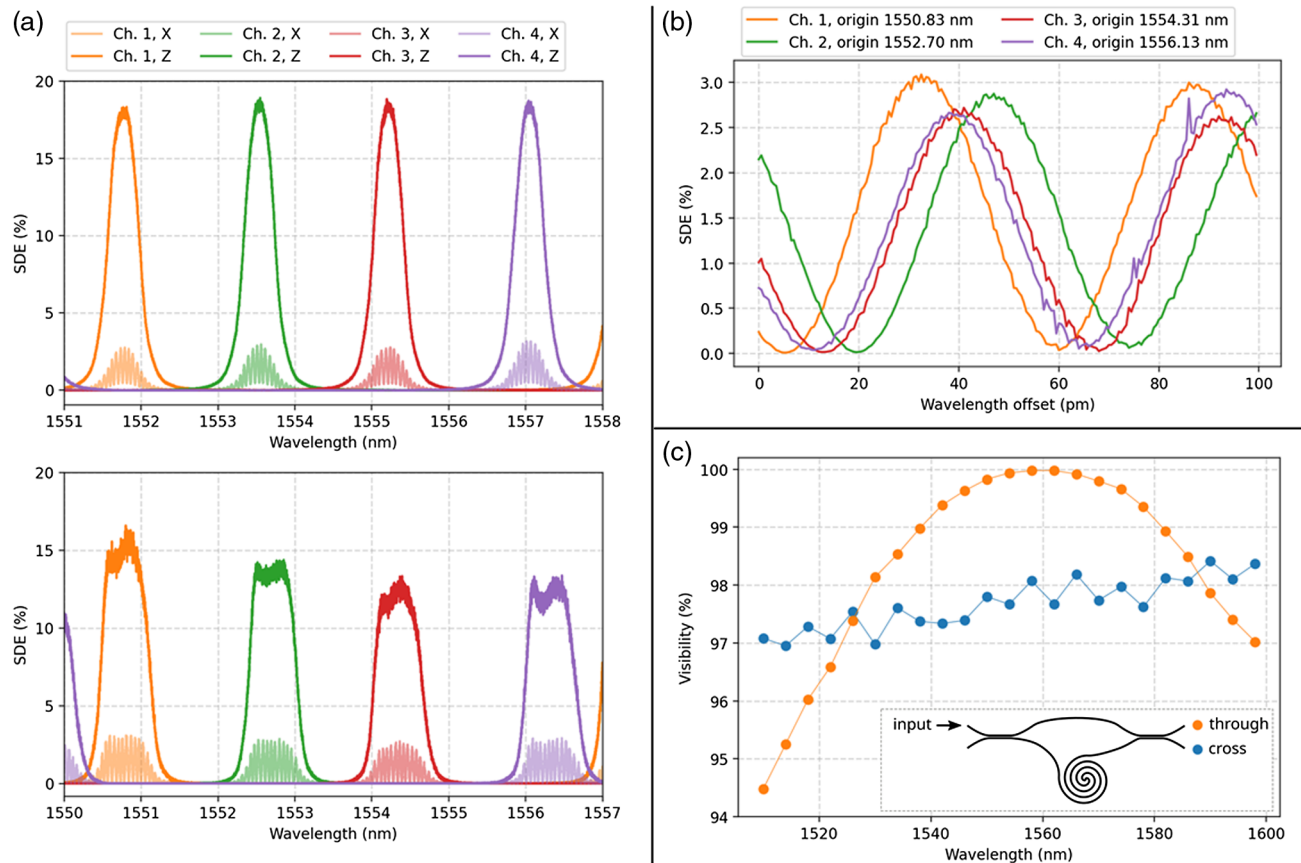 (a)
Ch. 1, X Ch. 2, X Ch. 3, X Ch. 4, X
Ch. 1, Z Ch. 2, Z Ch. 3, Z Ch. 4, Z
20
15
10
5
0
SDE (%)
1551 1552 1553 1554 1555 1556 1557 1558
Wavelength (nm)
20
15
10
5
0
SDE (%)
1550 1551 1552 1553 1554 1555 1556 1557
Wavelength (nm)
(b)
Ch. 1, origin 1550.83 nm Ch. 3, origin 1554.31 nm
Ch. 2, origin 1552.70 nm Ch. 4, origin 1556.13 nm
3.0
2.5
2.0
1.5
1.0
0.5
0.0
SDE (%)
0 20 40 60 80 100
Wavelength offset (pm)
(c)
100
99
98
97
96
95
94
Visibility (%)
input through
cross
1520 1540 1560 1580 1600
Wavelength (nm)